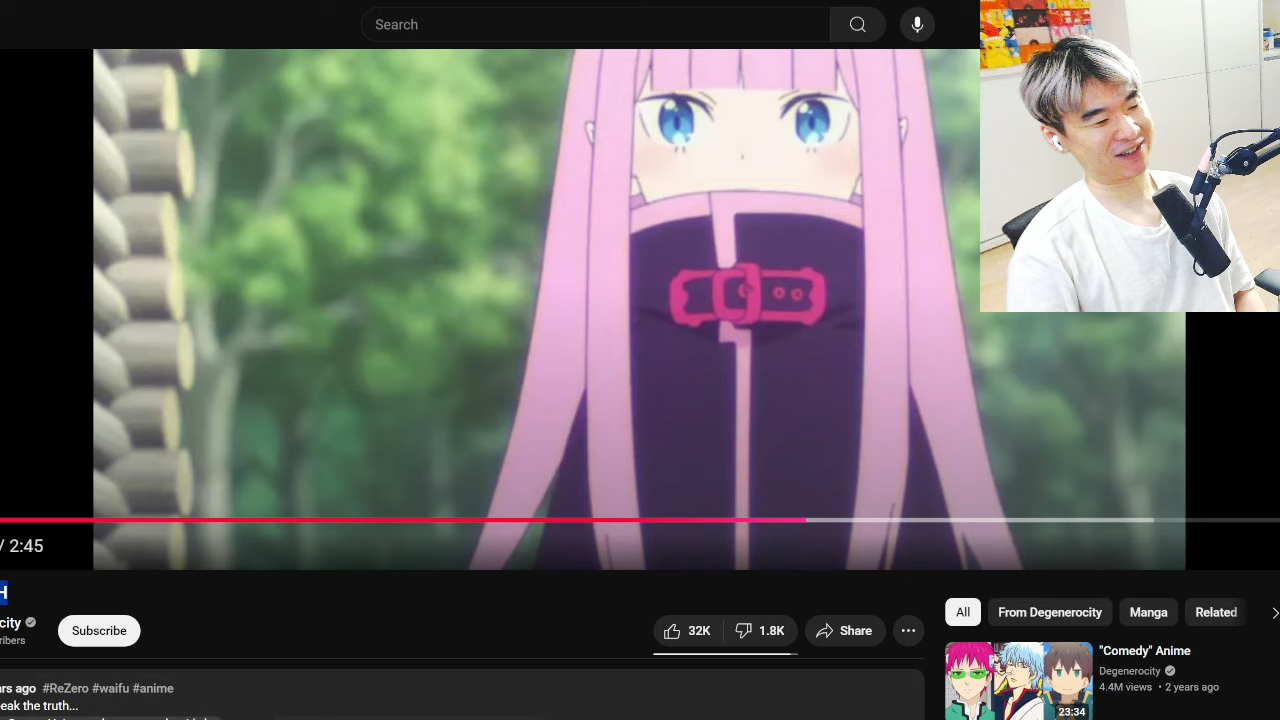 Search
/ 2:45
H
city
Subscribe
ribers
32K
1.8K
Share
All
From Degenerocity
Manga
Related
"Comedy" Anime
Degenerocity
4.4M views • 2 years ago
23:34
ars ago #ReZero #waifu #anime
eak the truth...